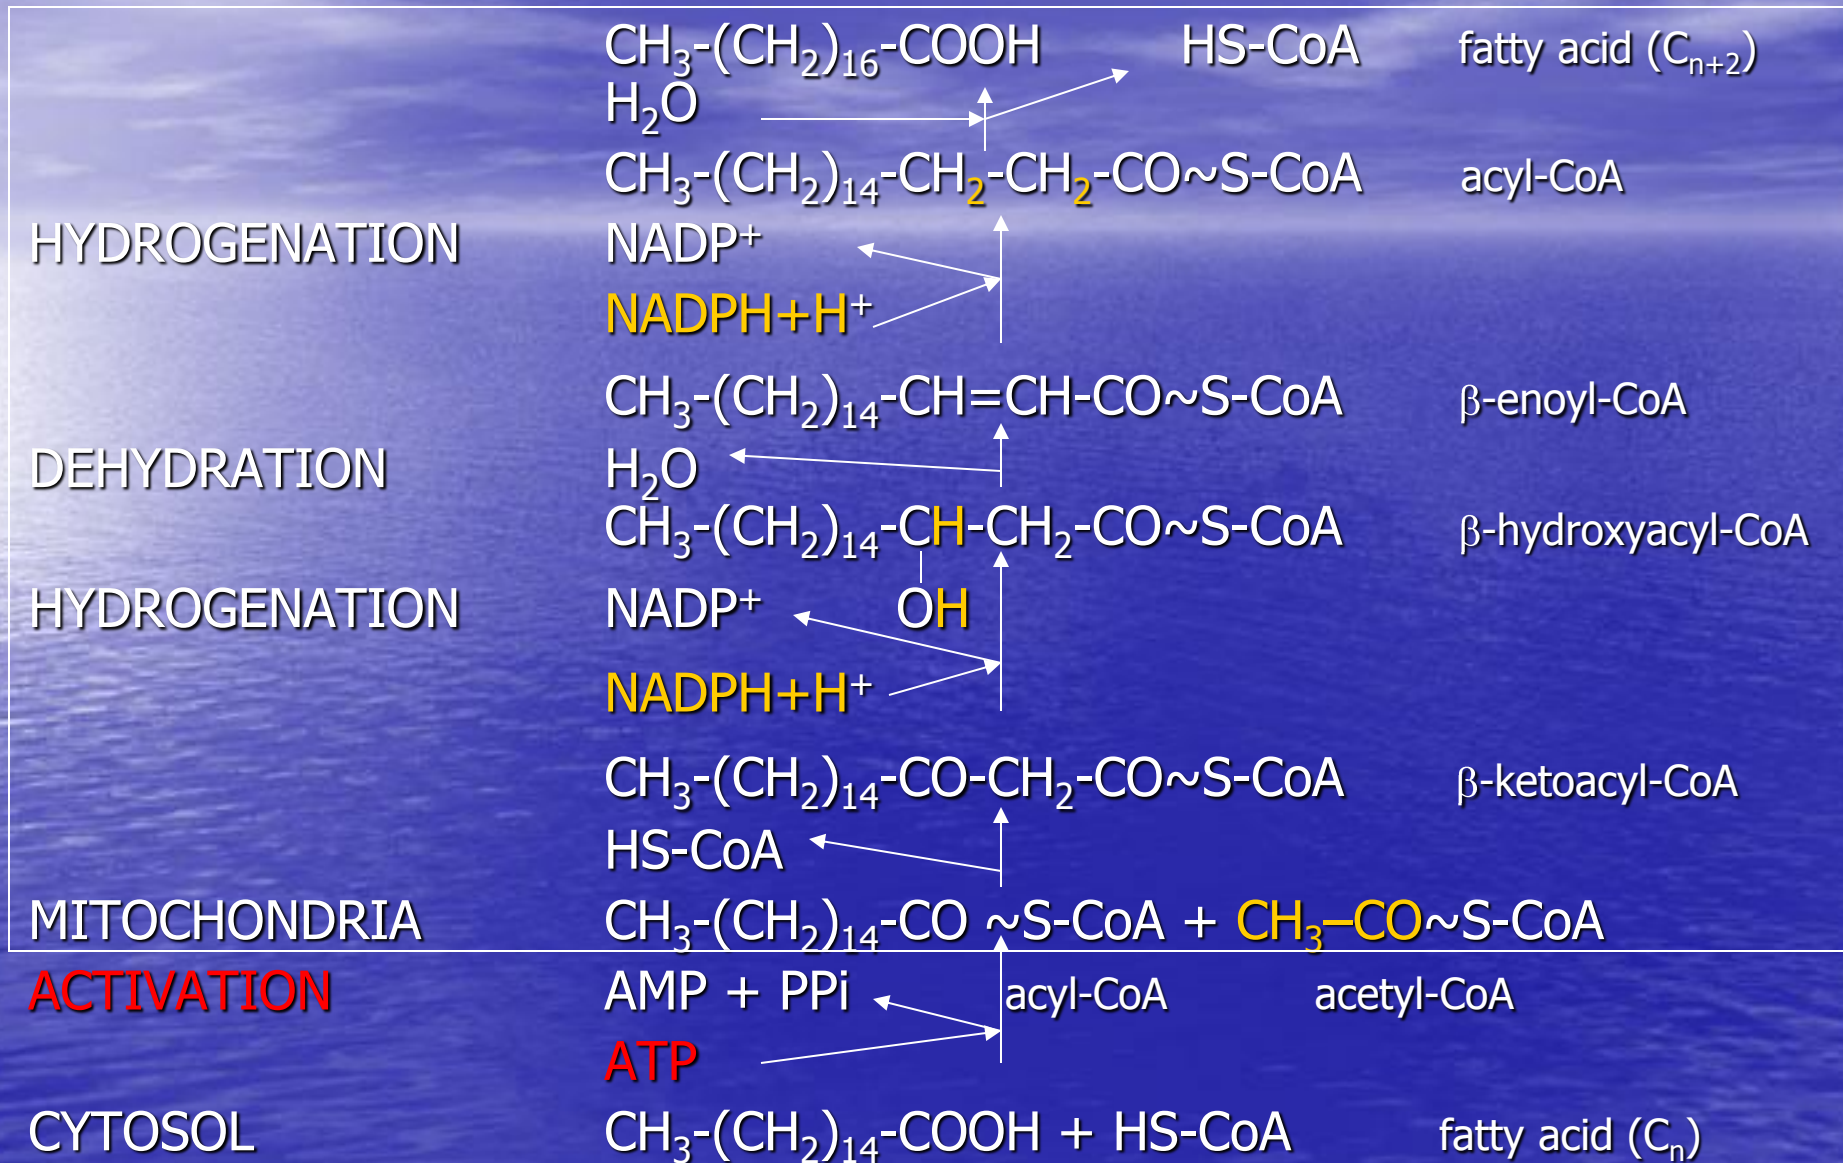 CH₃-(CH₂)₁₆-COOH HS-CoA fatty acid (Cₙ₊₂)
H₂O
CH₃-(CH₂)₁₄-CH₂-CH₂-CO~S-CoA acyl-CoA
HYDROGENATION NADP⁺
NADPH+H⁺
CH₃-(CH₂)₁₄-CH=CH-CO~S-CoA β-enoyl-CoA
DEHYDRATION H₂O
CH₃-(CH₂)₁₄-CH-CH₂-CO~S-CoA β-hydroxyacyl-CoA
HYDROGENATION NADP⁺ OH
NADPH+H⁺
CH₃-(CH₂)₁₄-CO-CH₂-CO~S-CoA β-ketoacyl-CoA
HS-CoA
MITOCHONDRIA CH₃-(CH₂)₁₄-CO ~S-CoA + CH₃–CO~S-CoA
ACTIVATION AMP + PPi acyl-CoA acetyl-CoA
ATP
CYTOSOL CH₃-(CH₂)₁₄-COOH + HS-CoA fatty acid (Cₙ)